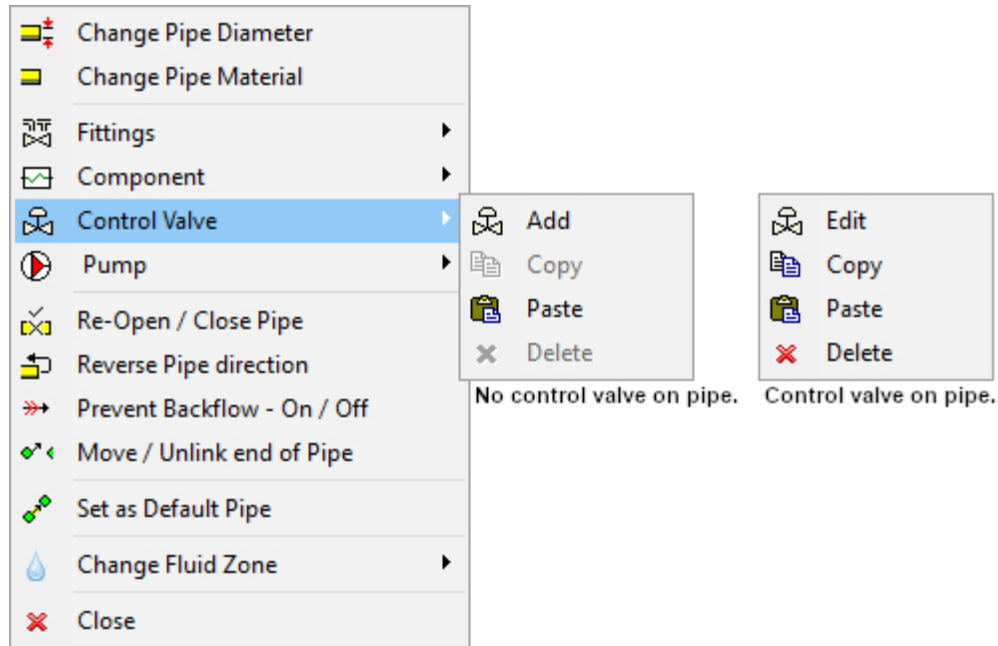 Change Pipe Diameter
Change Pipe Material
Fittings
Component
Control Valve
Pump
Re-Open / Close Pipe
Reverse Pipe direction
Prevent Backflow - On / Off
Move / Unlink end of Pipe
Set as Default Pipe
Change Fluid Zone
Close
Add
Copy
Paste
Delete
No control valve on pipe.
Edit
Copy
Paste
Delete
Control valve on pipe.